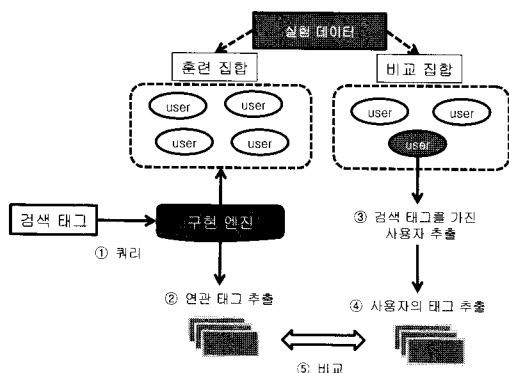 실험 데이터
훈련 집합
비교 집합
user
user
user
user
user
user
user
검색 태그
구현 엔진
① 쿼리
② 연관 태그 추출
③ 검색 태그를 가진
사용자 추출
④ 사용자의 태그 추출
⑤ 비교